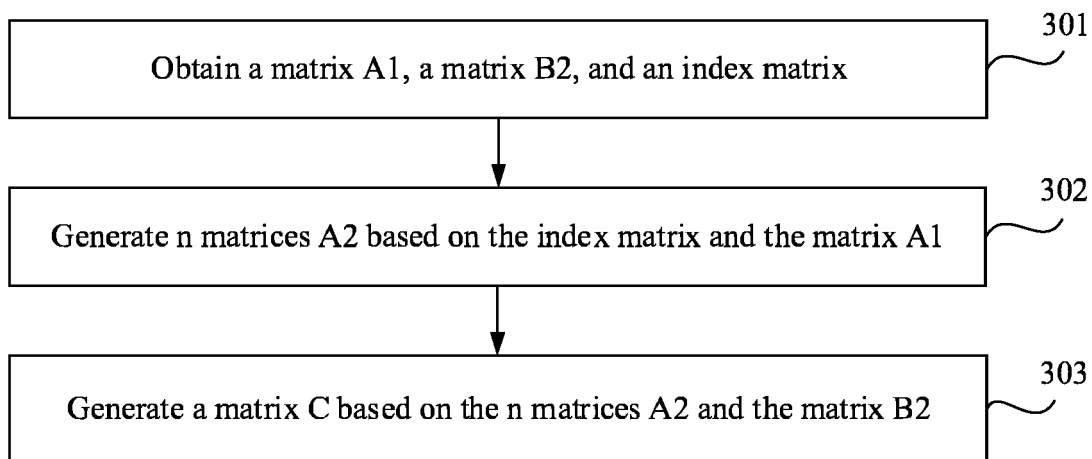 301
Obtain a matrix A1, a matrix B2, and an index matrix
302
Generate n matrices A2 based on the index matrix and the matrix A1
303
Generate a matrix C based on the n matrices A2 and the matrix B2